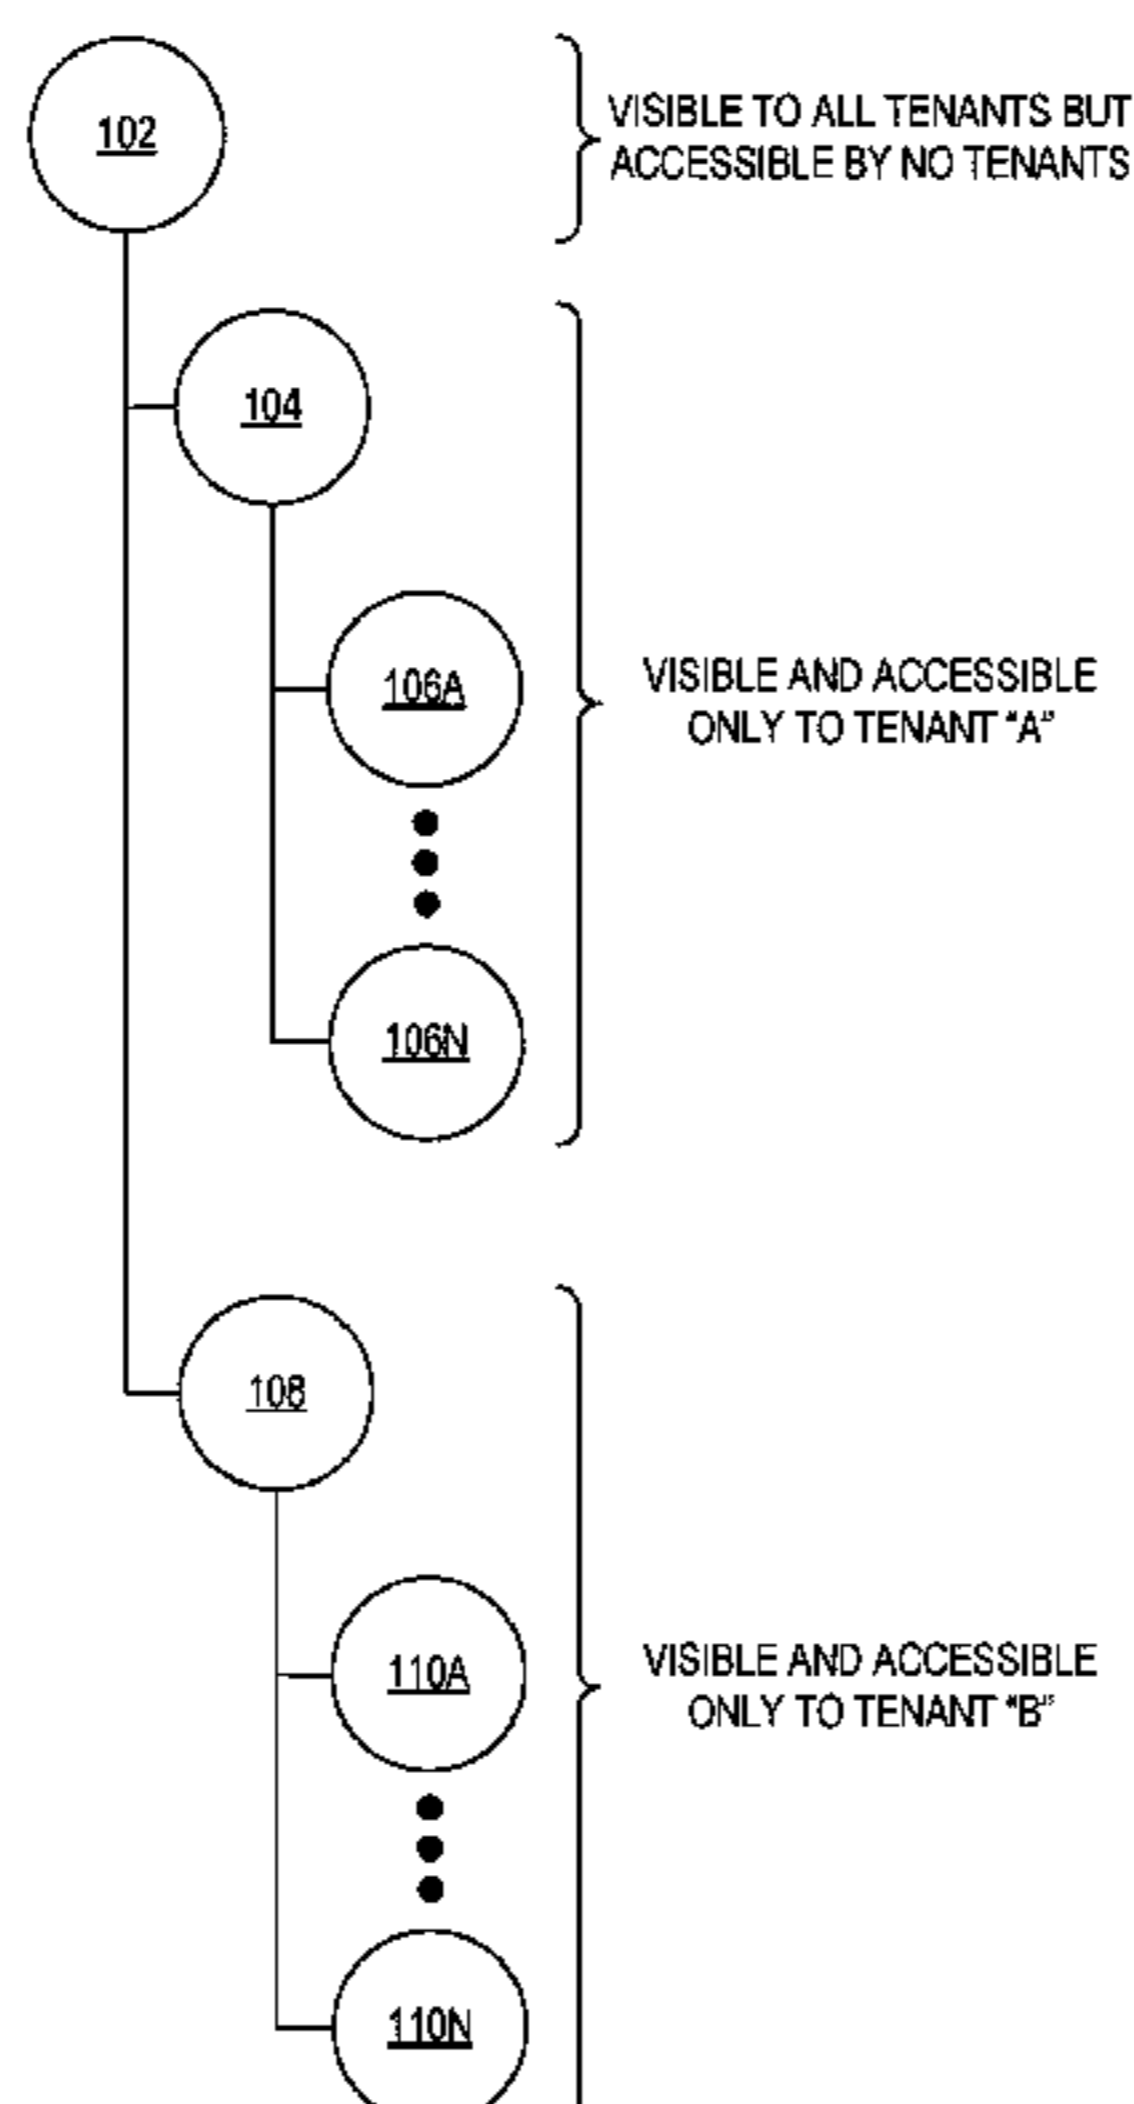 102
VISIBLE TO ALL TENANTS BUT
ACCESSIBLE BY NO TENANTS
104
106A
VISIBLE AND ACCESSIBLE
ONLY TO TENANT “A”
106N
108
110A
VISIBLE AND ACCESSIBLE
ONLY TO TENANT “B”
110N